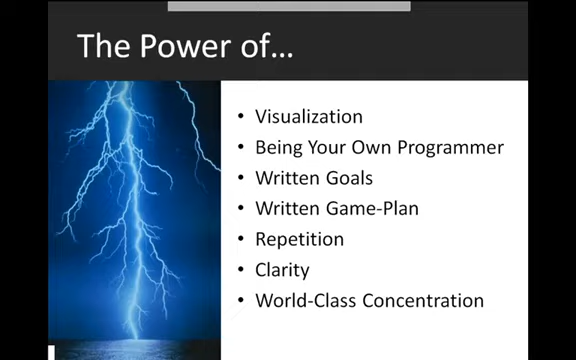 The Power of…
• Visualization
• Being Your Own Programmer
• Written Goals
• Written Game-Plan
• Repetition
• Clarity
• World-Class Concentration